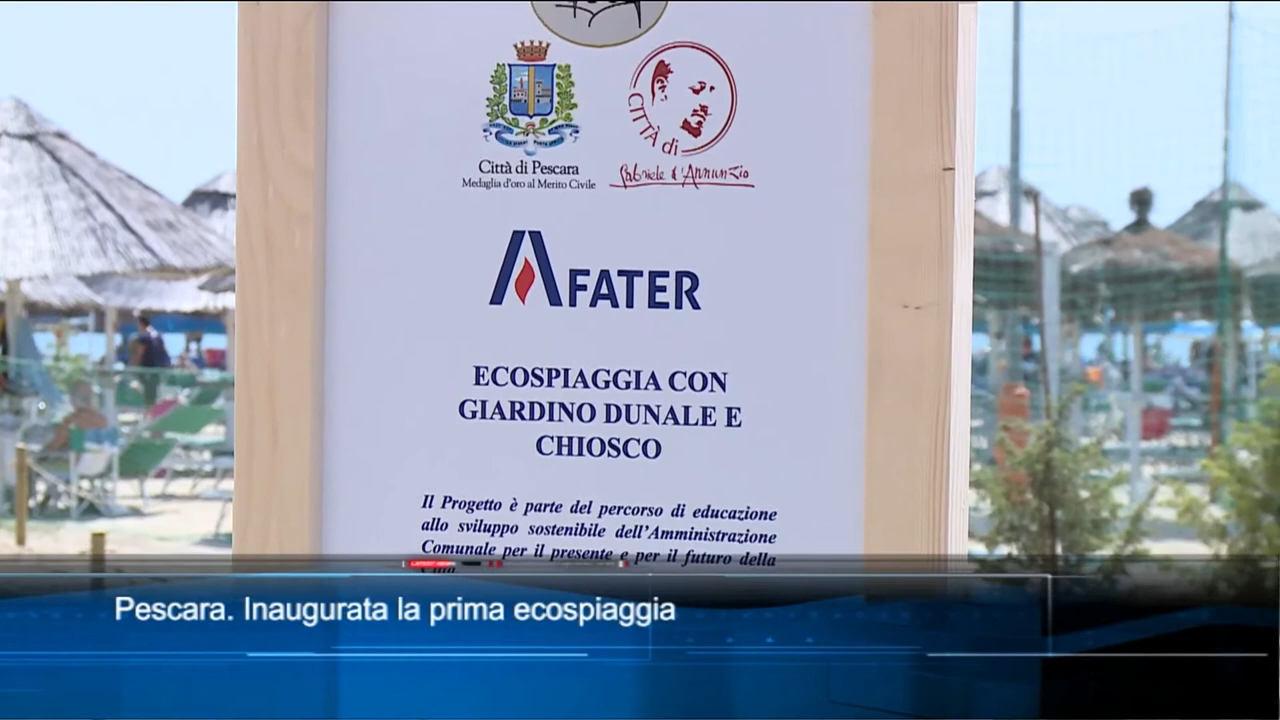 CITTÀ di
Gabriele d'Annunzio
Città di Pescara
Medaglia d'oro al Merito Civile
FATER
ECOSPIAGGIA CON
GIARDINO DUNALE E
CHIOSCO
Il Progetto è parte del percorso di educazione
allo sviluppo sostenibile dell'Amministrazione
Comunale per il presente e per il futuro della
LATEST NEWS
Pescara. Inaugurata la prima ecospiaggia